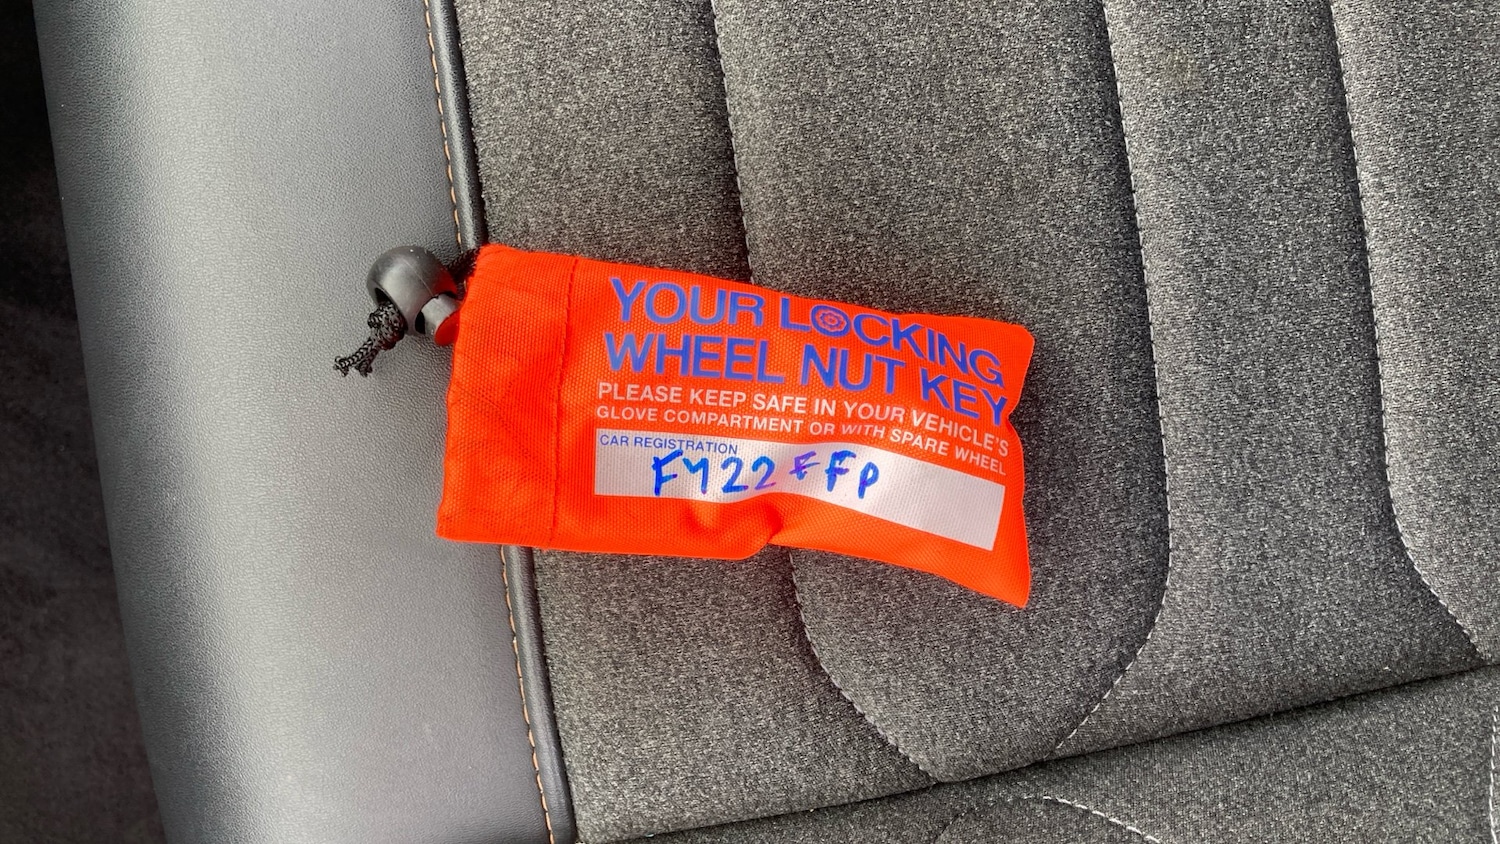 YOUR LOCKING
WHEEL NUT KEY
PLEASE KEEP SAFE IN YOUR VEHICLE'S
GLOVE COMPARTMENT OR WITH SPARE WHEEL
CAR REGISTRATION
FY22 FFP